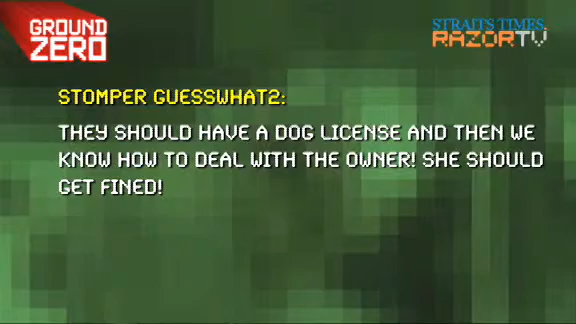 GROUND
ZERO
STRAITS TIMES
RAZORTV
STOMPER GUESSWHAT2:
THEY SHOULD HAVE A DOG LICENSE AND THEN WE
KNOW HOW TO DEAL WITH THE OWNER! SHE SHOULD
GET FINED!